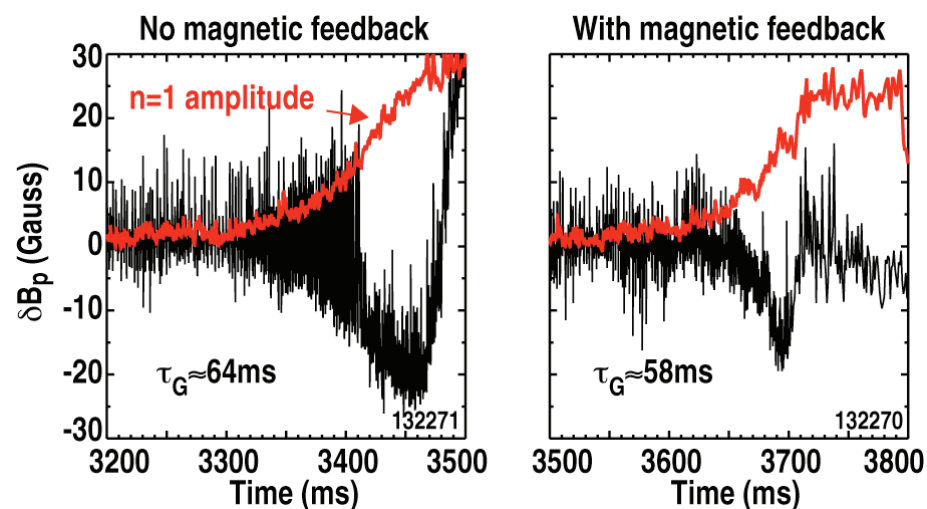 No magnetic feedback
With magnetic feedback
δBp (Gauss)
30
20
10
0
-10
-20
-30
n=1 amplitude
τG≈64ms
132271
3200 3300 3400 3500
Time (ms)
τG≈58ms
132270
3500 3600 3700 3800
Time (ms)